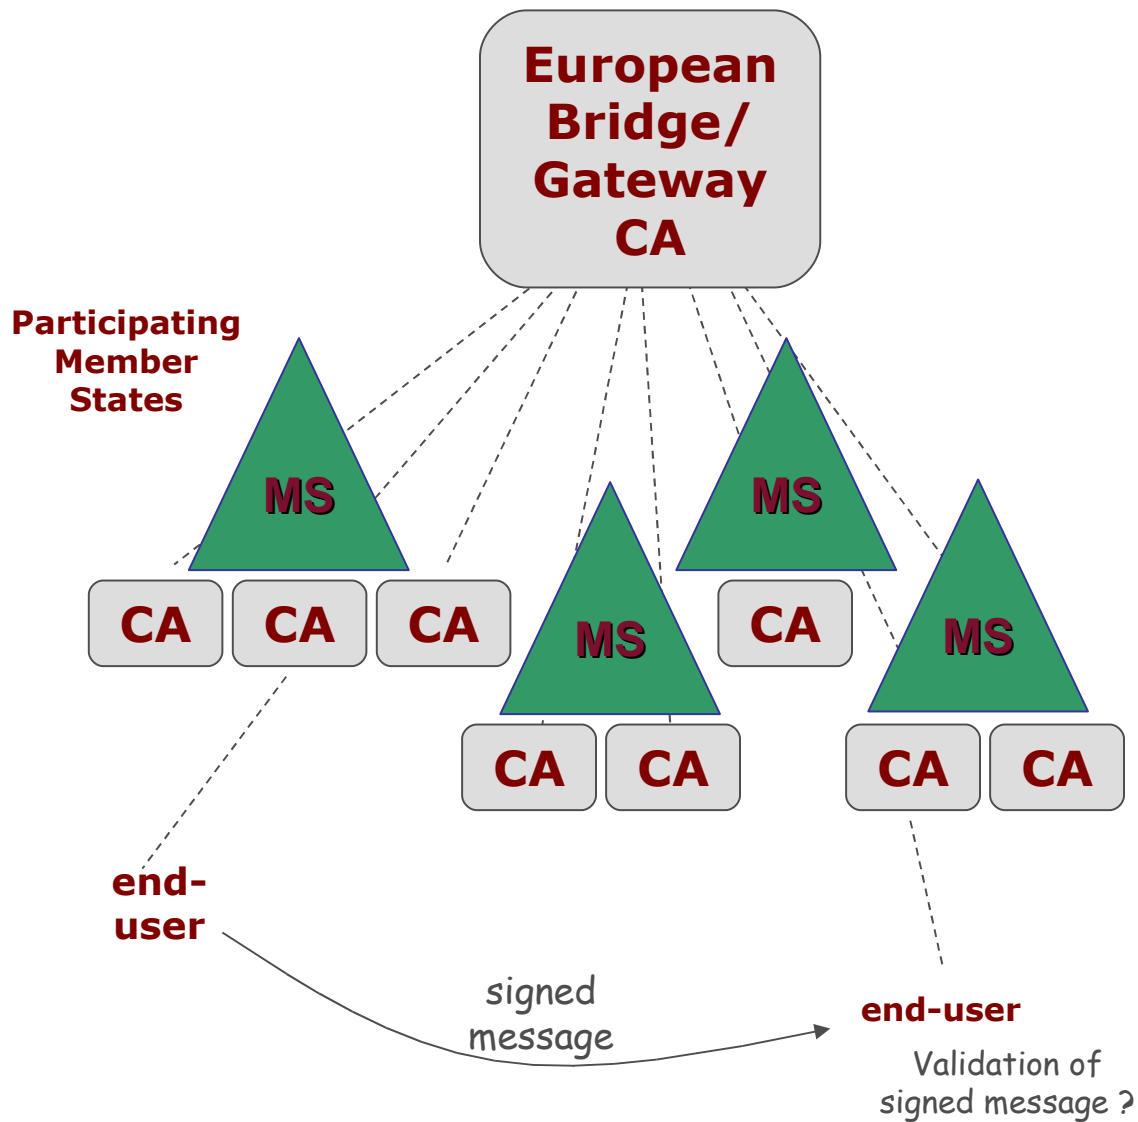 European
Bridge/
Gateway
CA
Participating
Member
States
MS
MS
MS
MS
CA
CA
CA
CA
CA
CA
CA
CA
end-
user
signed
message
end-user
Validation of
signed message ?